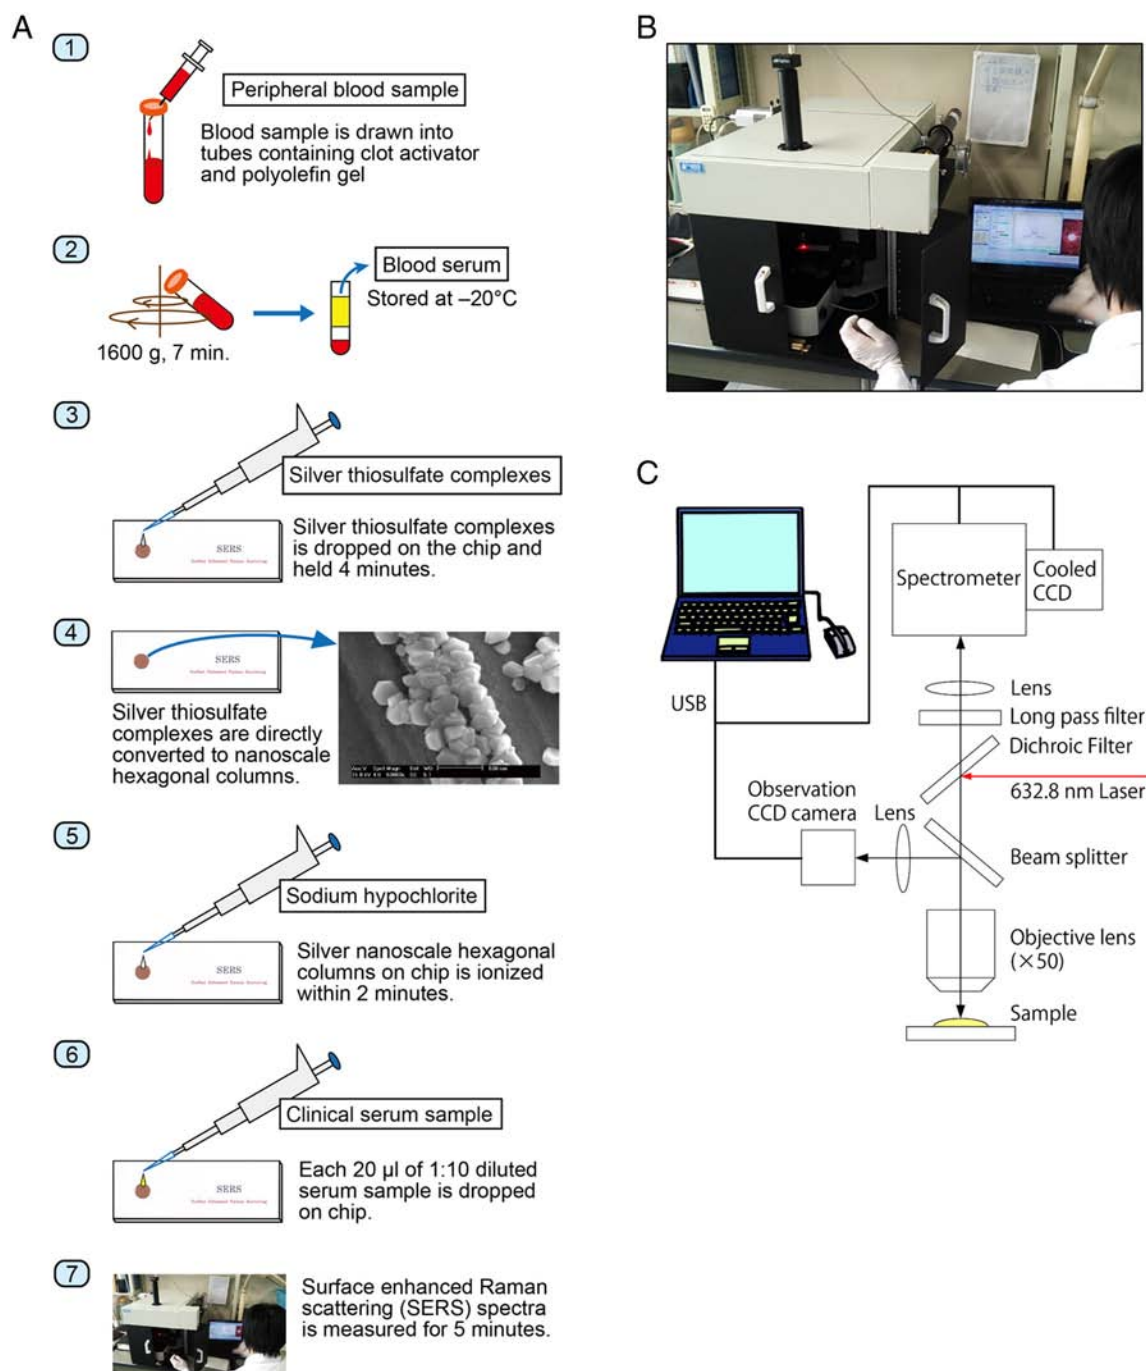 A
1
Peripheral blood sample
Blood sample is drawn into
tubes containing clot activator
and polyolefin gel
2
Blood serum
Stored at –20°C
1600 g, 7 min.
3
Silver thiosulfate complexes
Silver thiosulfate complexes
is dropped on the chip and
held 4 minutes.
SERS
4
SERS
Silver thiosulfate
complexes are directly
converted to nanoscale
hexagonal columns.
5
Sodium hypochlorite
Silver nanoscale hexagonal
columns on chip is ionized
within 2 minutes.
SERS
6
Clinical serum sample
Each 20 µl of 1:10 diluted
serum sample is dropped
on chip.
SERS
7
Surface enhanced Raman
scattering (SERS) spectra
is measured for 5 minutes.
B
C
Spectrometer
Cooled
CCD
USB
Lens
Long pass filter
Dichroic Filter
632.8 nm Laser
Observation
CCD camera
Lens
Beam splitter
Objective lens
(×50)
Sample